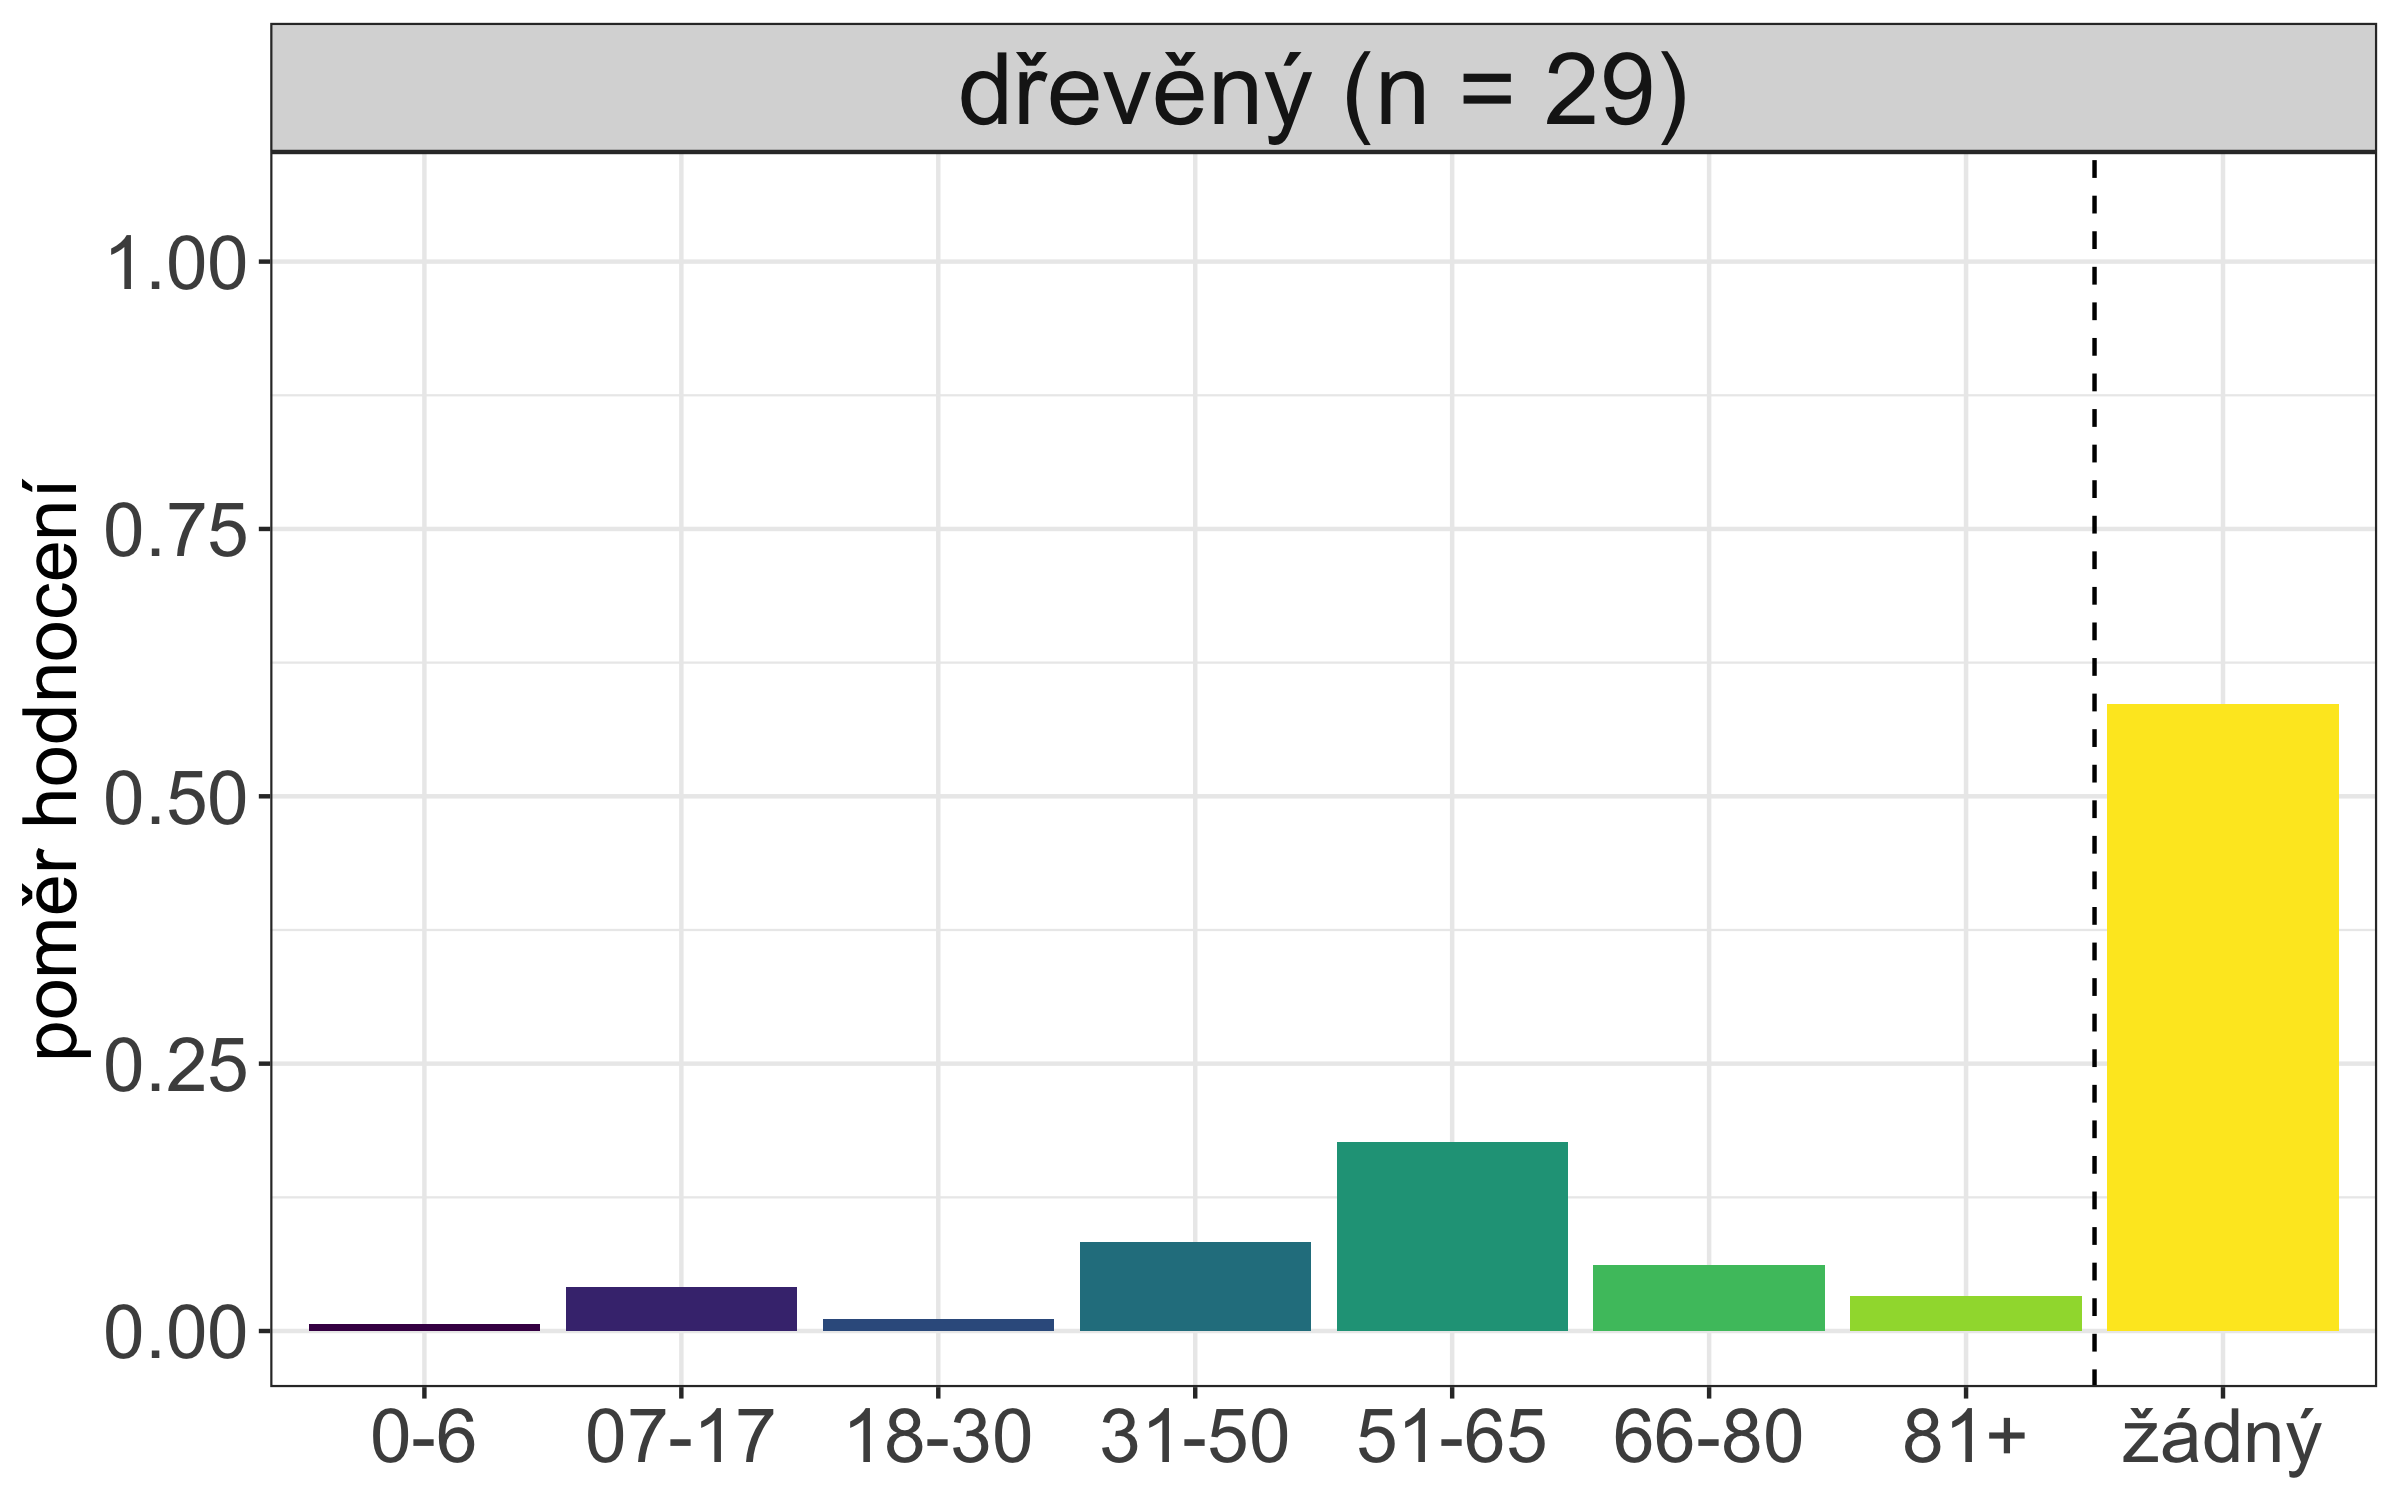 dřevěný (n = 29)
poměr hodnocení
1.00
0.75
0.50
0.25
0.00
0-6 07-17 18-30 31-50 51-65 66-80 81+ žádný